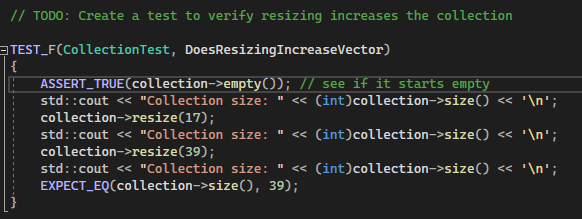 // TODO: Create a test to verify resizing increases the collection
TEST_F(CollectionTest, DoesResizingIncreaseVector)
{
ASSERT_TRUE(collection->empty()); // see if it starts empty
std::cout << "Collection size: " << (int)collection->size() << '\n';
collection->resize(17);
std::cout << "Collection size: " << (int)collection->size() << '\n';
collection->resize(39);
std::cout << "Collection size: " << (int)collection->size() << '\n';
EXPECT_EQ(collection->size(), 39);
}